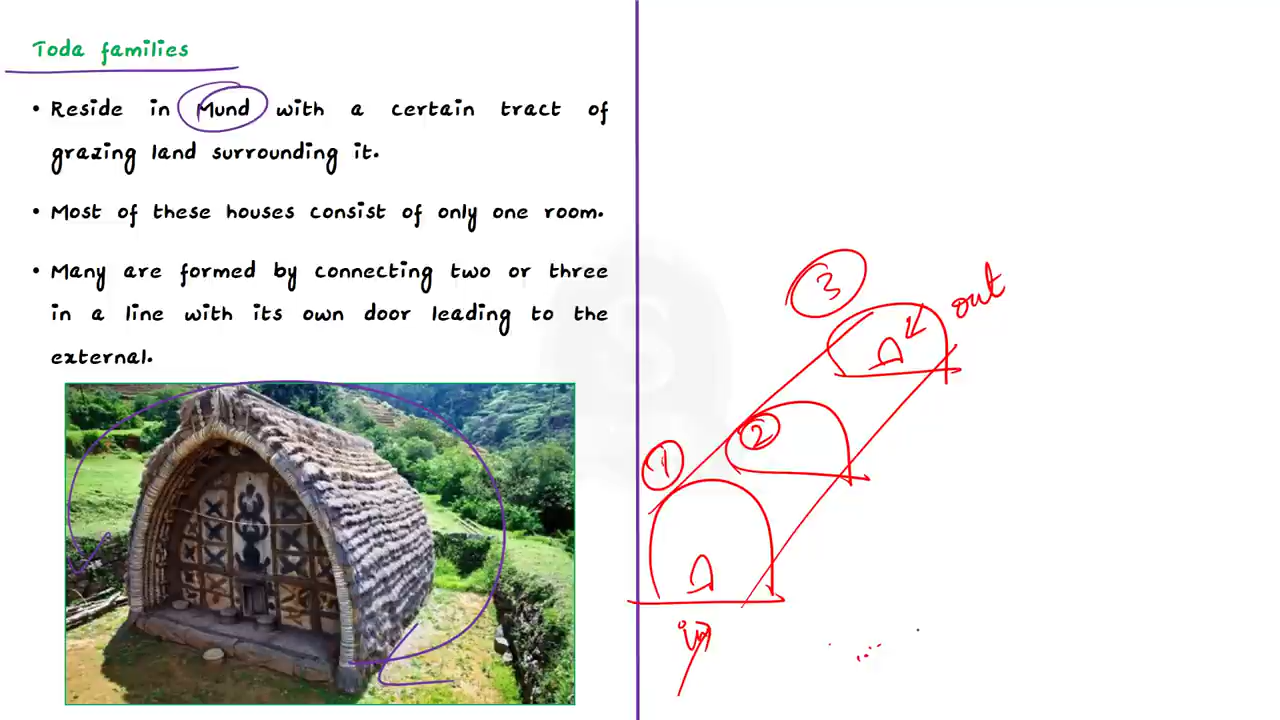 Toda families
• Reside in Mund with a certain tract of
grazing land surrounding it.
• Most of these houses consist of only one room.
• Many are formed by connecting two or three
in a line with its own door leading to the
external.
3
out
2
1
in